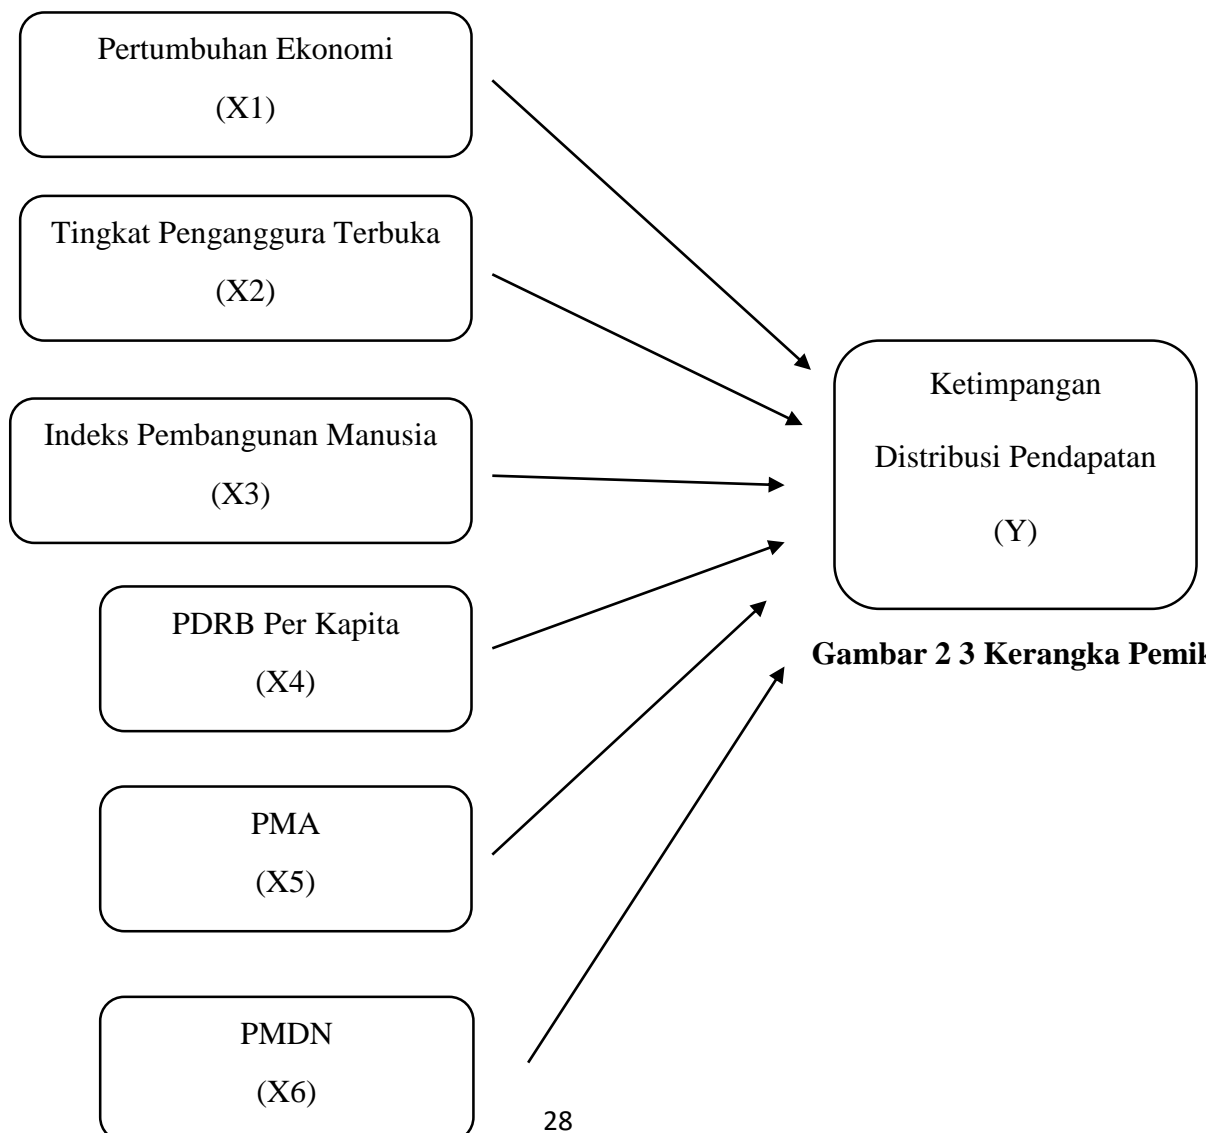 Pertumbuhan Ekonomi
(X1)
Tingkat Penganggura Terbuka
(X2)
Indeks Pembangunan Manusia
(X3)
PDRB Per Kapita
(X4)
PMA
(X5)
PMDN
(X6)
Ketimpangan
Distribusi Pendapatan
(Y)
Gambar 2 3 Kerangka Pemik
28